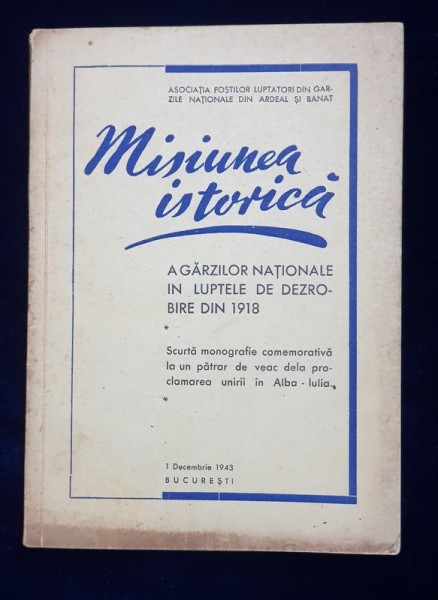 ASOCIAȚIA FOȘTILOR LUPTATORI DIN GAR-
ZILE NAȚIONALE DIN ARDEAL ȘI BANAT
Misiunea
istorică
A GĂRZILOR NAȚIONALE
IN LUPTELE DE DEZRO-
BIRE DIN 1918
*
Scurtă monografie comemorativă
la un pătrar de veac dela pro-
clamarea unirii în Alba - Iulia.
*
1 Decembrie 1943
BUCUREȘTI